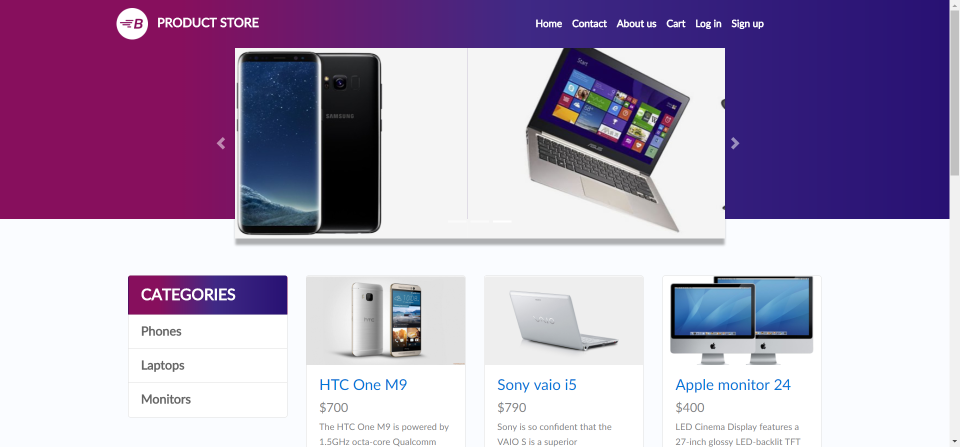 B PRODUCT STORE
Home Contact About us Cart Log in Sign up
SAMSUNG
Start
ASUS
CATEGORIES
Phones
Laptops
Monitors
HTC One M9
$700
The HTC One M9 is powered by
1.5GHz octa-core Qualcomm
VAIO
Sony vaio i5
$790
Sony is so confident that the
VAIO S is a superior
Apple monitor 24
$400
LED Cinema Display features a
27-inch glossy LED-backlit TFT